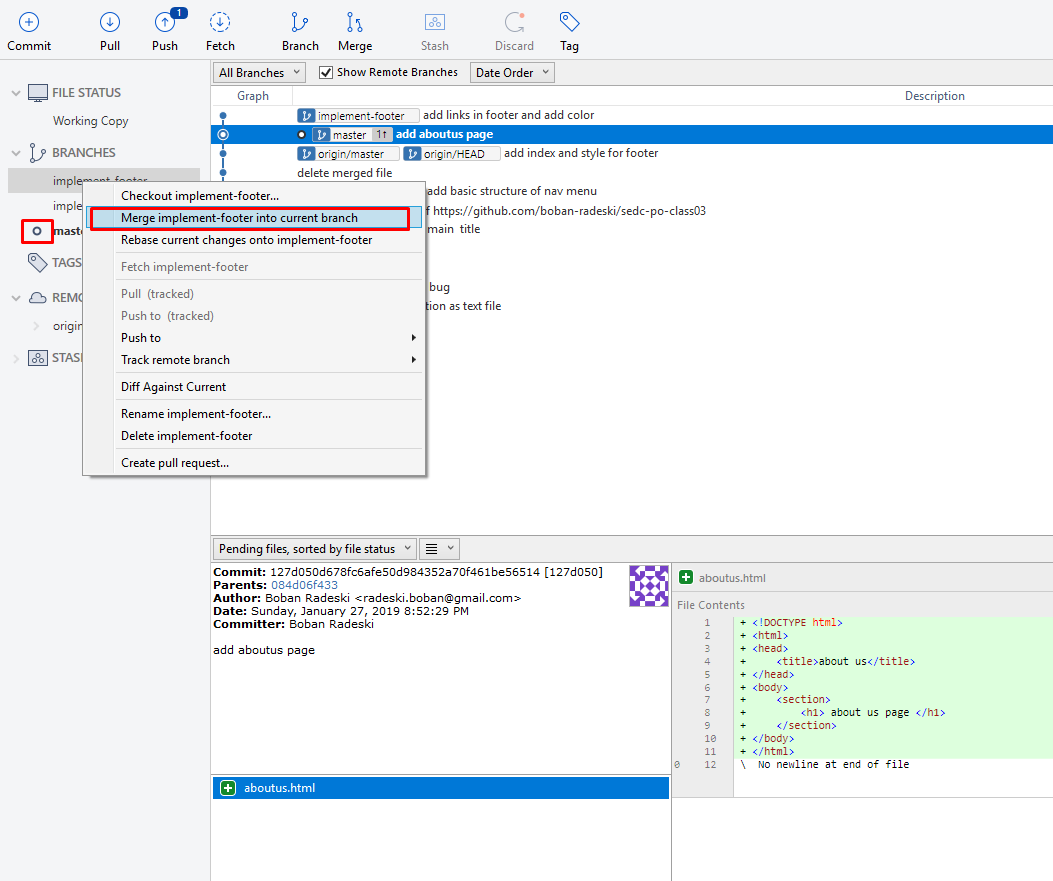 1
Commit Pull Push Fetch Branch Merge Stash Discard Tag
All Branches Show Remote Branches Date Order
FILE STATUS
Working Copy
BRANCHES
implement-footer
imple
maste
TAGS
REMO
origin
STASH
Graph Description
implement-footer add links in footer and add color
master 1↑ add aboutus page
origin/master origin/HEAD add index and style for footer
delete merged file
add basic structure of nav menu
f https://github.com/boban-radeski/sedc-po-class03
main title
bug
tion as text file
Checkout implement-footer...
Merge implement-footer into current branch
Rebase current changes onto implement-footer
Fetch implement-footer
Pull (tracked)
Push to (tracked)
Push to
Track remote branch
Diff Against Current
Rename implement-footer...
Delete implement-footer
Create pull request...
Pending files, sorted by file status
Commit: 127d050d678fc6afe50d984352a70f461be56514 [127d050]
Parents: 084d06f433
Author: Boban Radeski <radeski.boban@gmail.com>
Date: Sunday, January 27, 2019 8:52:29 PM
Committer: Boban Radeski
add aboutus page
aboutus.html
aboutus.html
File Contents
1 + <!DOCTYPE html>
2 + <html>
3 + <head>
4 + <title>about us</title>
5 + </head>
6 + <body>
7 + <section>
8 + <h1> about us page </h1>
9 + </section>
10 + </body>
11 + </html>
0 12 \ No newline at end of file